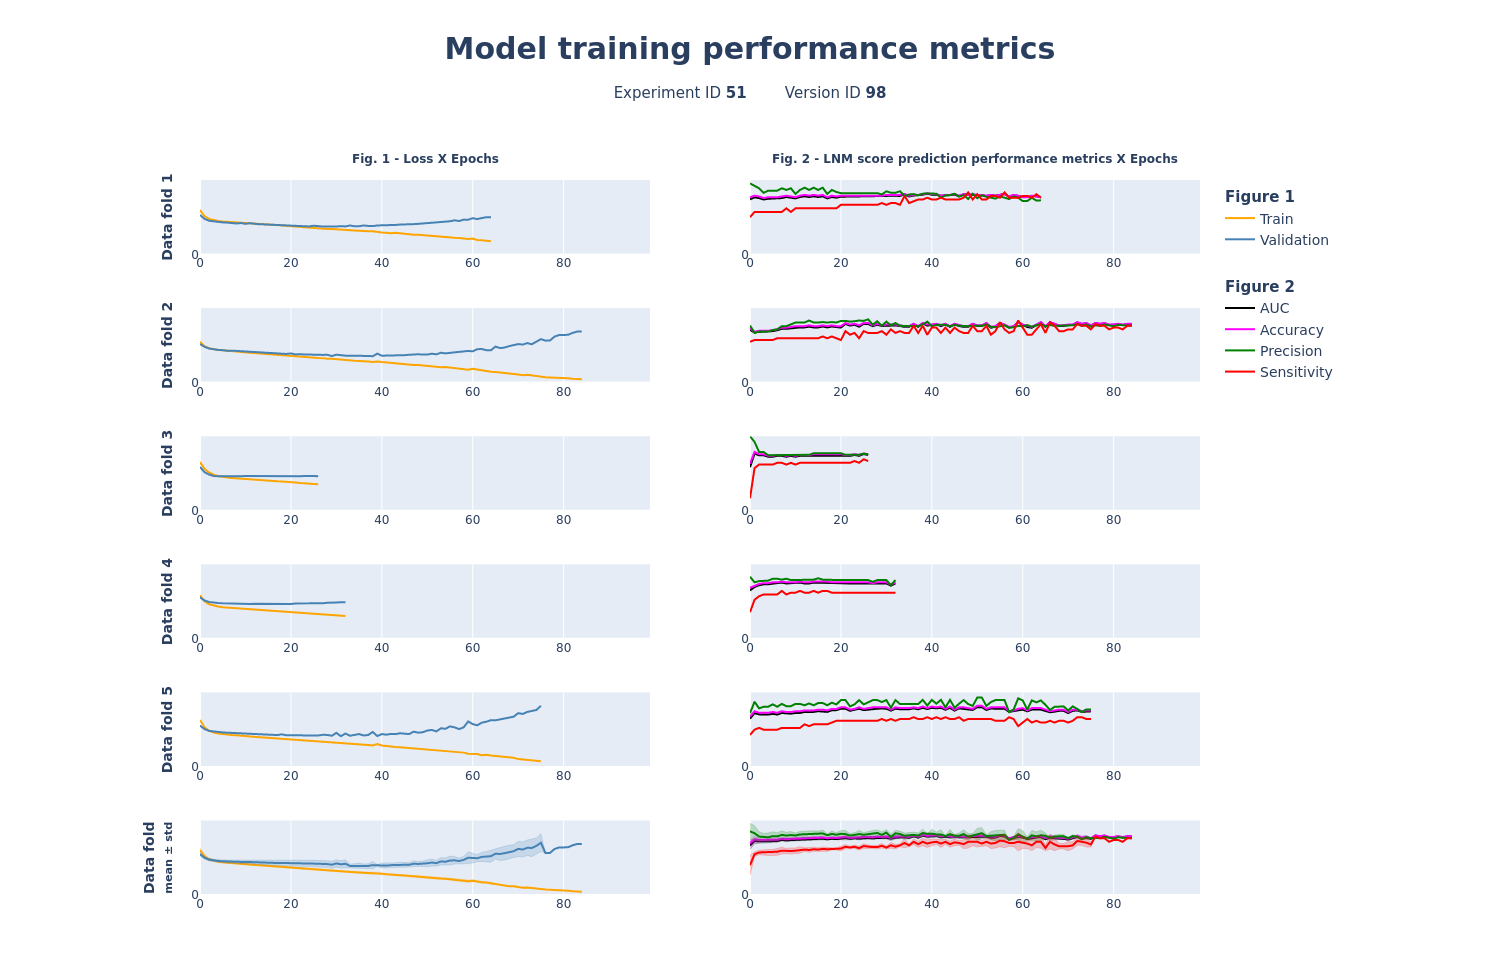 Model training performance metrics
Experiment ID 51 Version ID 98
Fig. 1 - Loss X Epochs
Fig. 2 - LNM score prediction performance metrics X Epochs
Data fold 1
0
0 20 40 60 80
0
0 20 40 60 80
Data fold 2
0
0 20 40 60 80
0
0 20 40 60 80
Data fold 3
0
0 20 40 60 80
0
0 20 40 60 80
Data fold 4
0
0 20 40 60 80
0
0 20 40 60 80
Data fold 5
0
0 20 40 60 80
0
0 20 40 60 80
Data fold
mean ± std
0
0 20 40 60 80
0
0 20 40 60 80
Figure 1
Train
Validation
Figure 2
AUC
Accuracy
Precision
Sensitivity